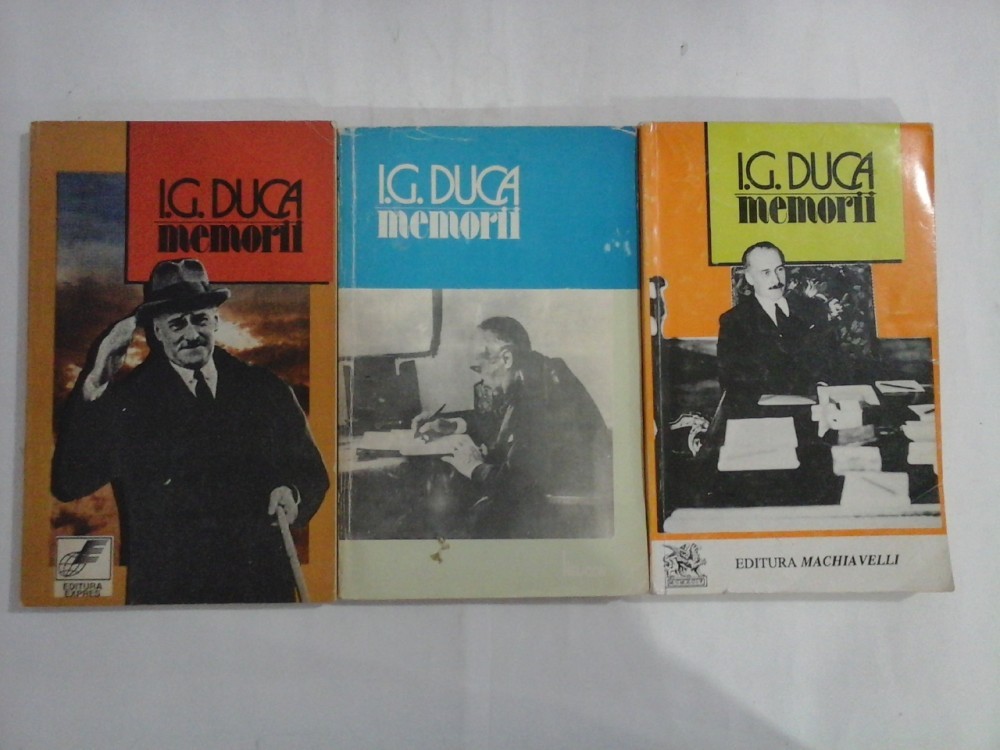 I.G. DUCA
memorii
EDITURA
EXPRES
I.G. DUCA
memorii
I.G. DUCA
memorii
EDITURA MACHIAVELLI